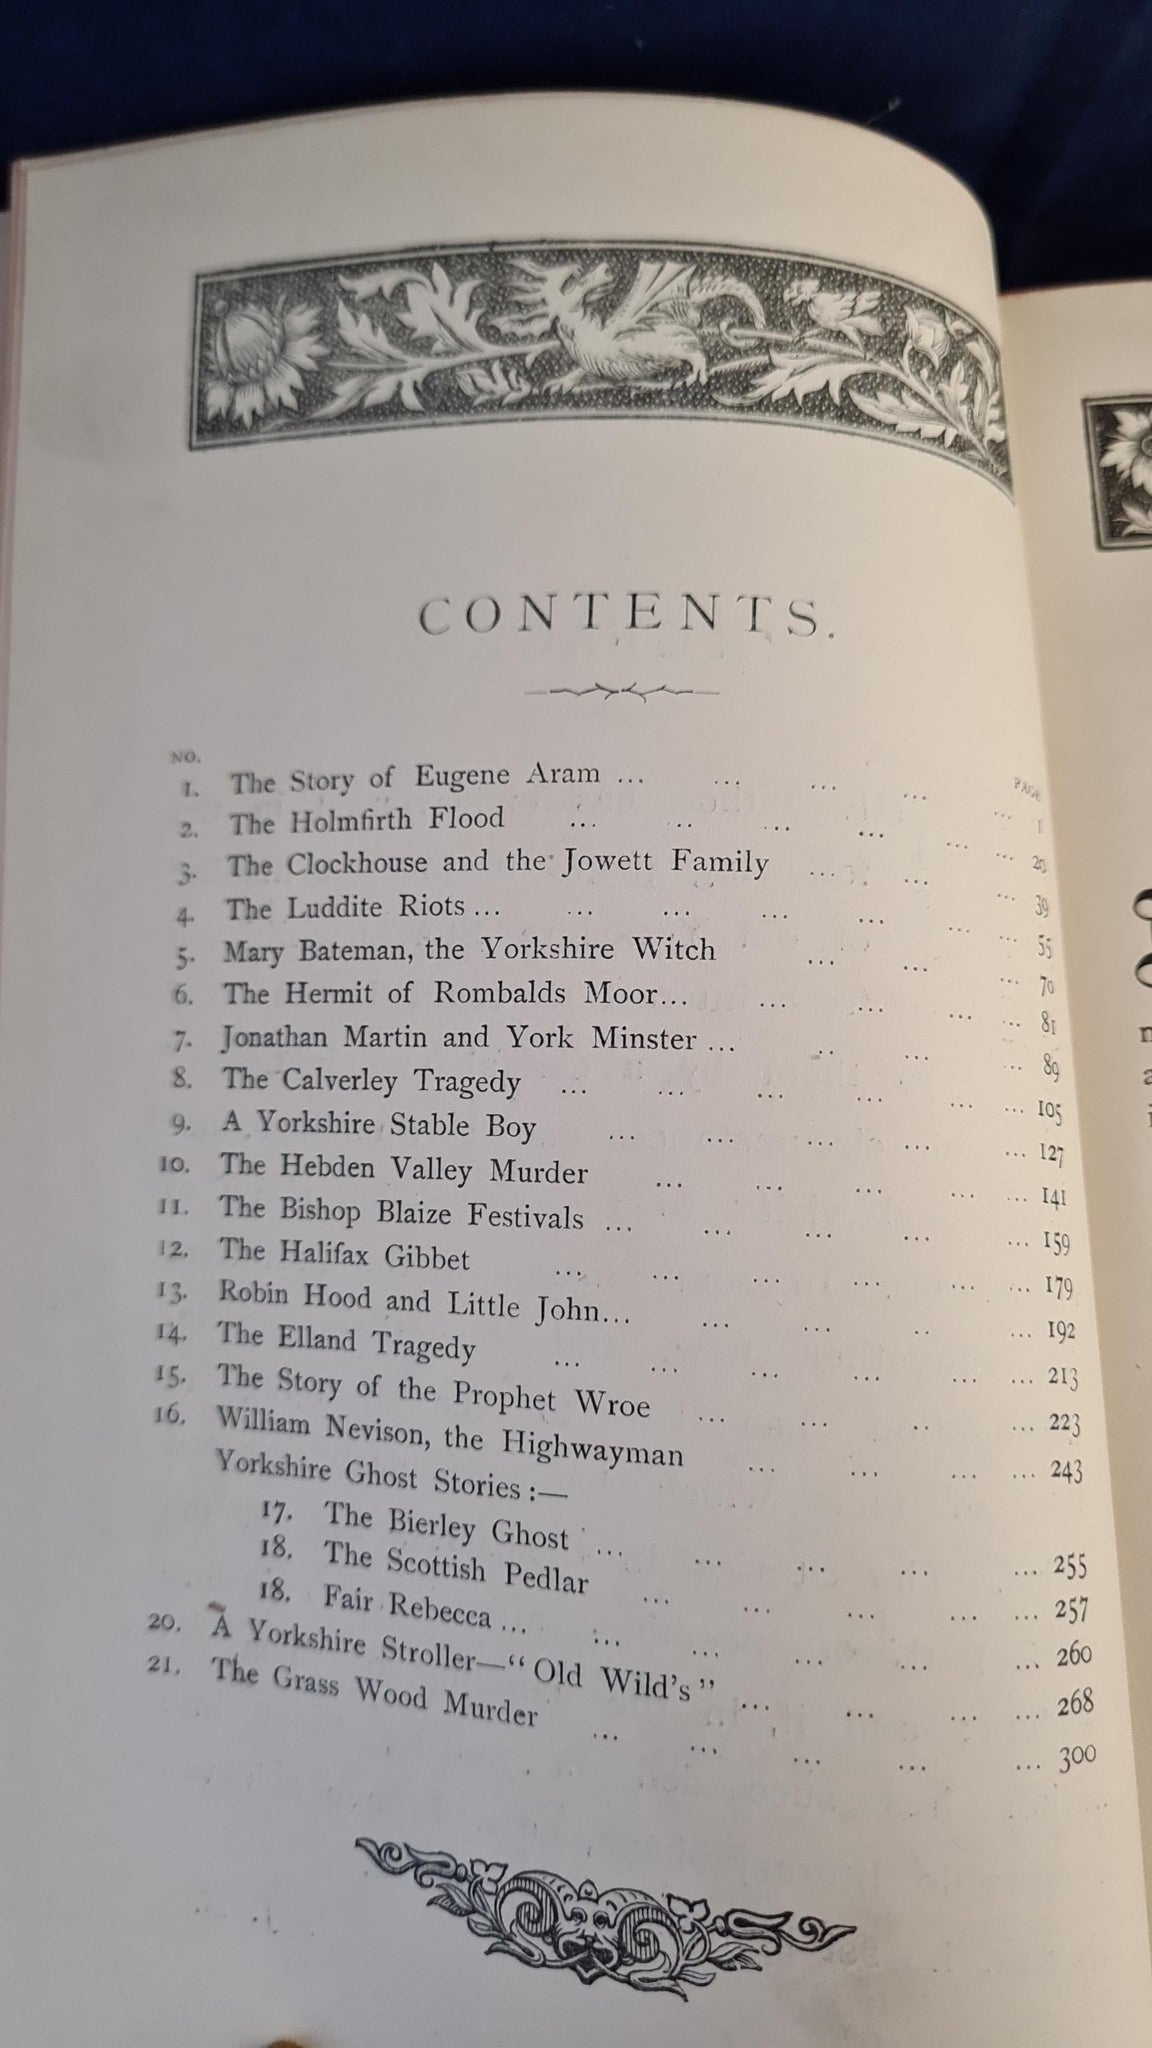 CONTENTS.
NO.
PAGE
1. The Story of Eugene Aram ... ... ... ... ... 1
2. The Holmfirth Flood ... ... ... ... ... ... 20
3. The Clockhouse and the Jowett Family ... ... ... 39
4. The Luddite Riots ... ... ... ... ... ... ... 55
5. Mary Bateman, the Yorkshire Witch ... ... ... 70
6. The Hermit of Rombalds Moor... ... ... ... ... 81
7. Jonathan Martin and York Minster ... .. ... ... 89
8. The Calverley Tragedy ... ... ... ... ... ... 105
9. A Yorkshire Stable Boy ... ... ... ... ... 127
10. The Hebden Valley Murder ... ... ... ... ... 141
11. The Bishop Blaize Festivals ... ... ... ... ... 159
12. The Halifax Gibbet ... ... ... ... ... ... 179
13. Robin Hood and Little John... ... ... .. ... 192
14. The Elland Tragedy ... ... ... ... ... ... 213
15. The Story of the Prophet Wroe ... ... .. ... 223
16. William Nevison, the Highwayman ... ... ... ... 243
Yorkshire Ghost Stories :—
17. The Bierley Ghost ... ... ... ... ... 255
18. The Scottish Pedlar ... ... ... ... ... 257
18. Fair Rebecca ... ... ... ... ... ... 260
20. A Yorkshire Stroller—“Old Wild's” ... ... ... ... 268
21. The Grass Wood Murder ... ... ... ... ... 300